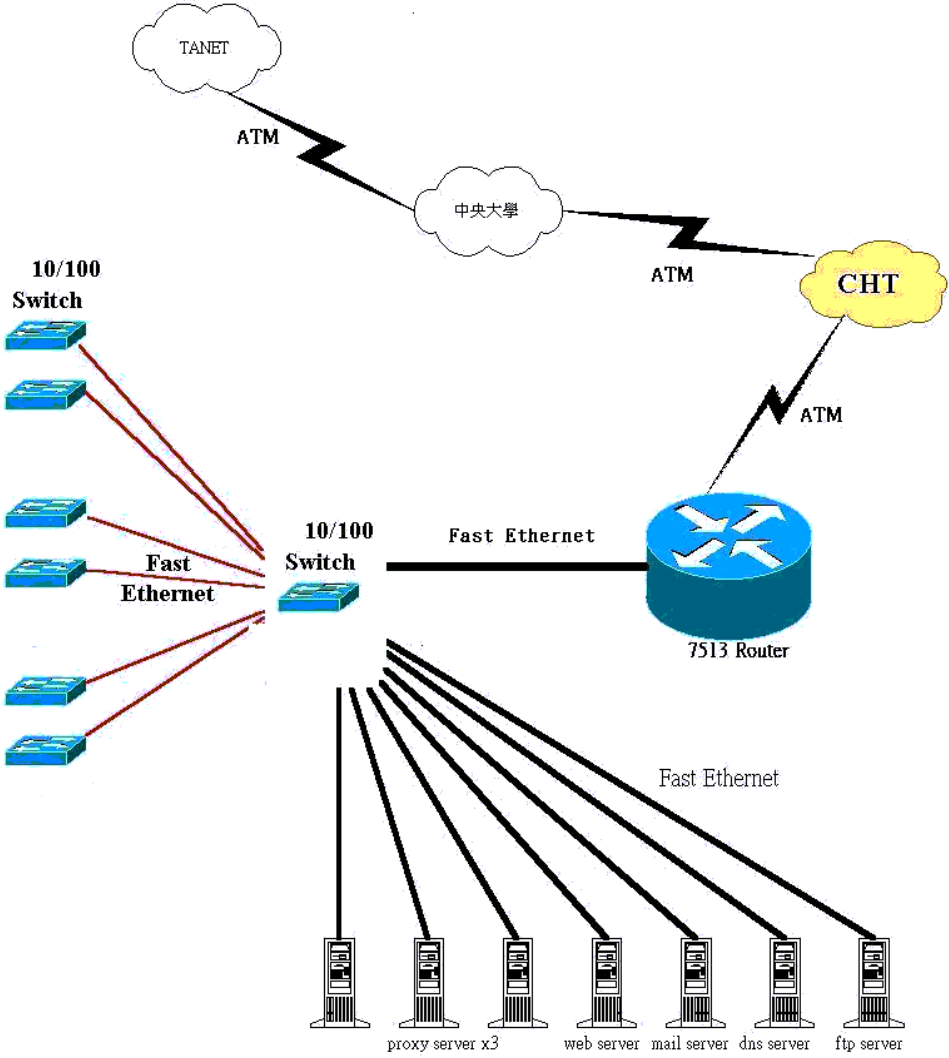 TANET
ATM
中央大學
ATM
CHT
10/100
Switch
ATM
10/100
Switch
Fast Ethernet
Fast
Ethernet
7513 Router
Fast Ethernet
proxy server x3
web server
mail server
dns server
ftp server